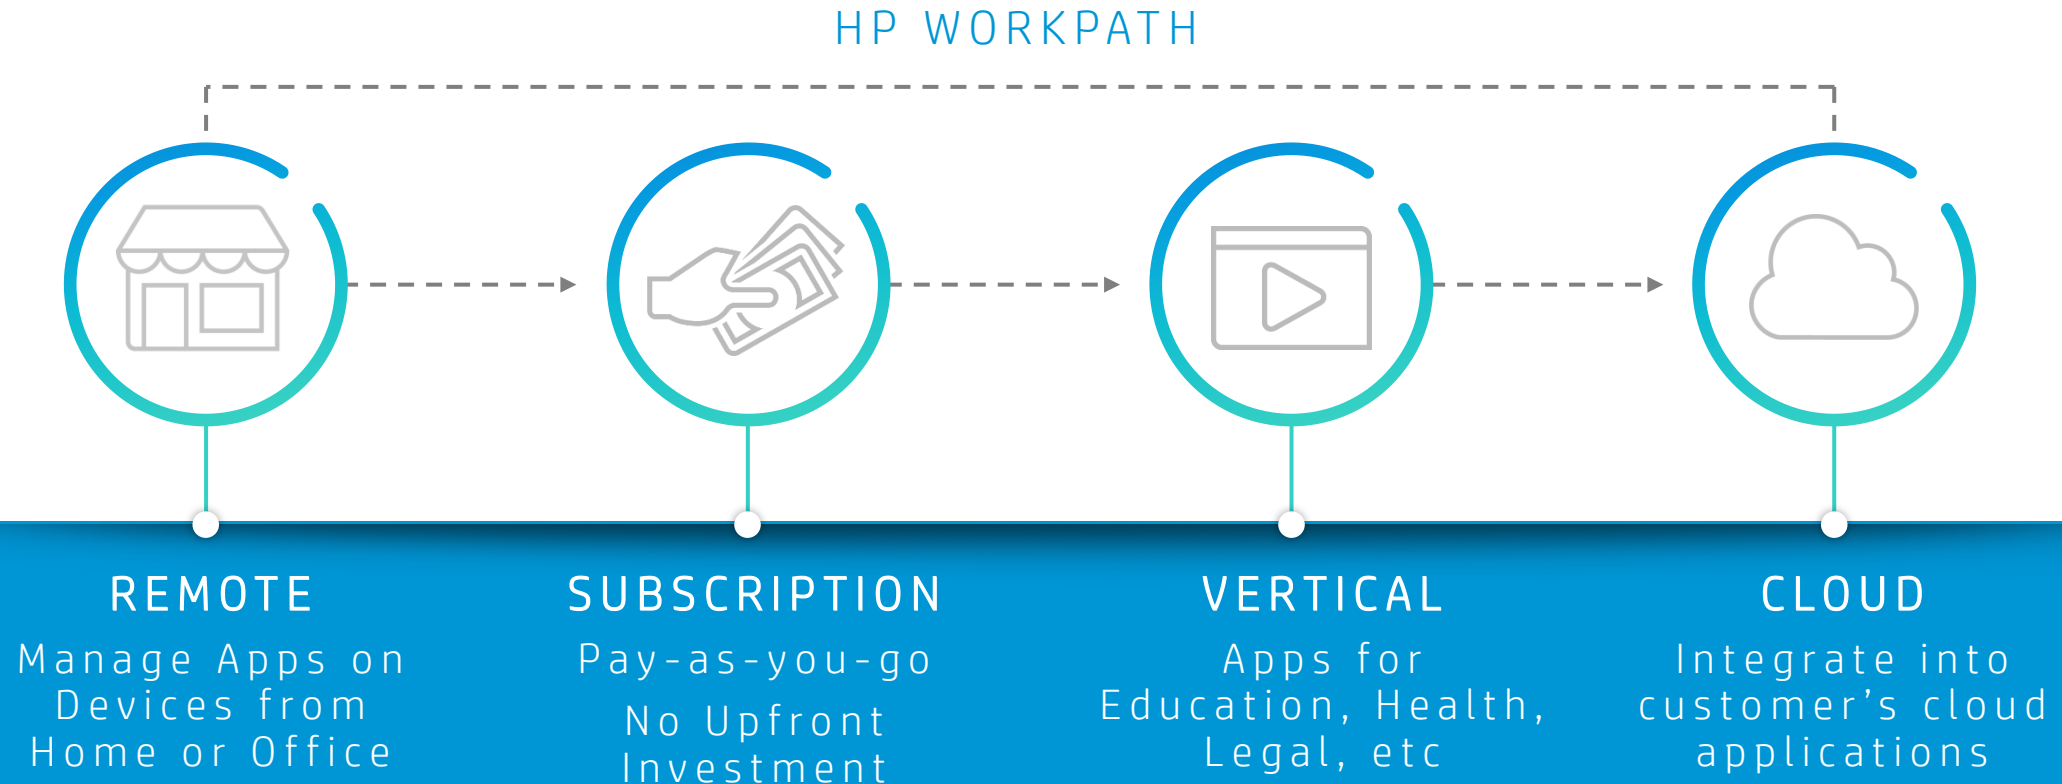 HP WORKPATH
REMOTE
Manage Apps on
Devices from
Home or Office
SUBSCRIPTION
Pay-as-you-go
No Upfront
Investment
VERTICAL
Apps for
Education, Health,
Legal, etc
CLOUD
Integrate into
customer’s cloud
applications